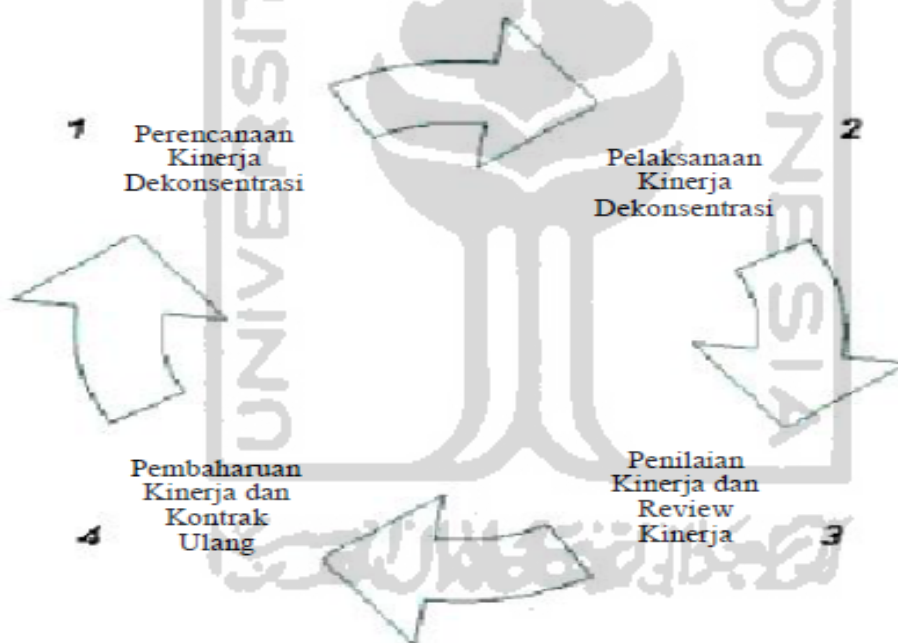 1
Perencanaan
Kinerja
Dekonsentrasi
2
Pelaksanaan
Kinerja
Dekonsentrasi
3
Penilaian
Kinerja dan
Review
Kinerja
4
Pembaharuan
Kinerja dan
Kontrak
Ulang